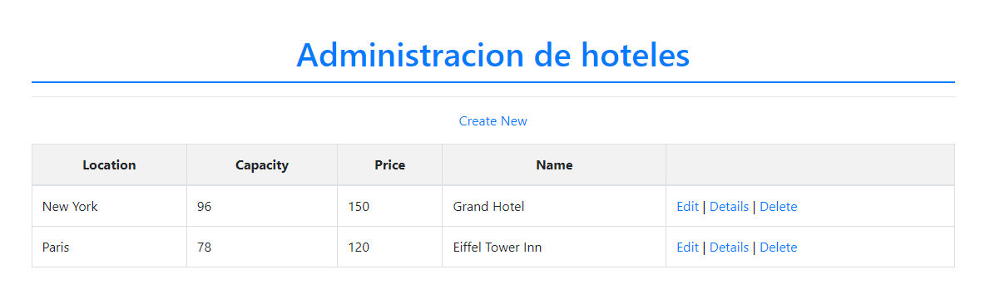 Administracion de hoteles
Create New
Location Capacity Price Name
New York 96 150 Grand Hotel Edit | Details | Delete
Paris 78 120 Eiffel Tower Inn Edit | Details | Delete